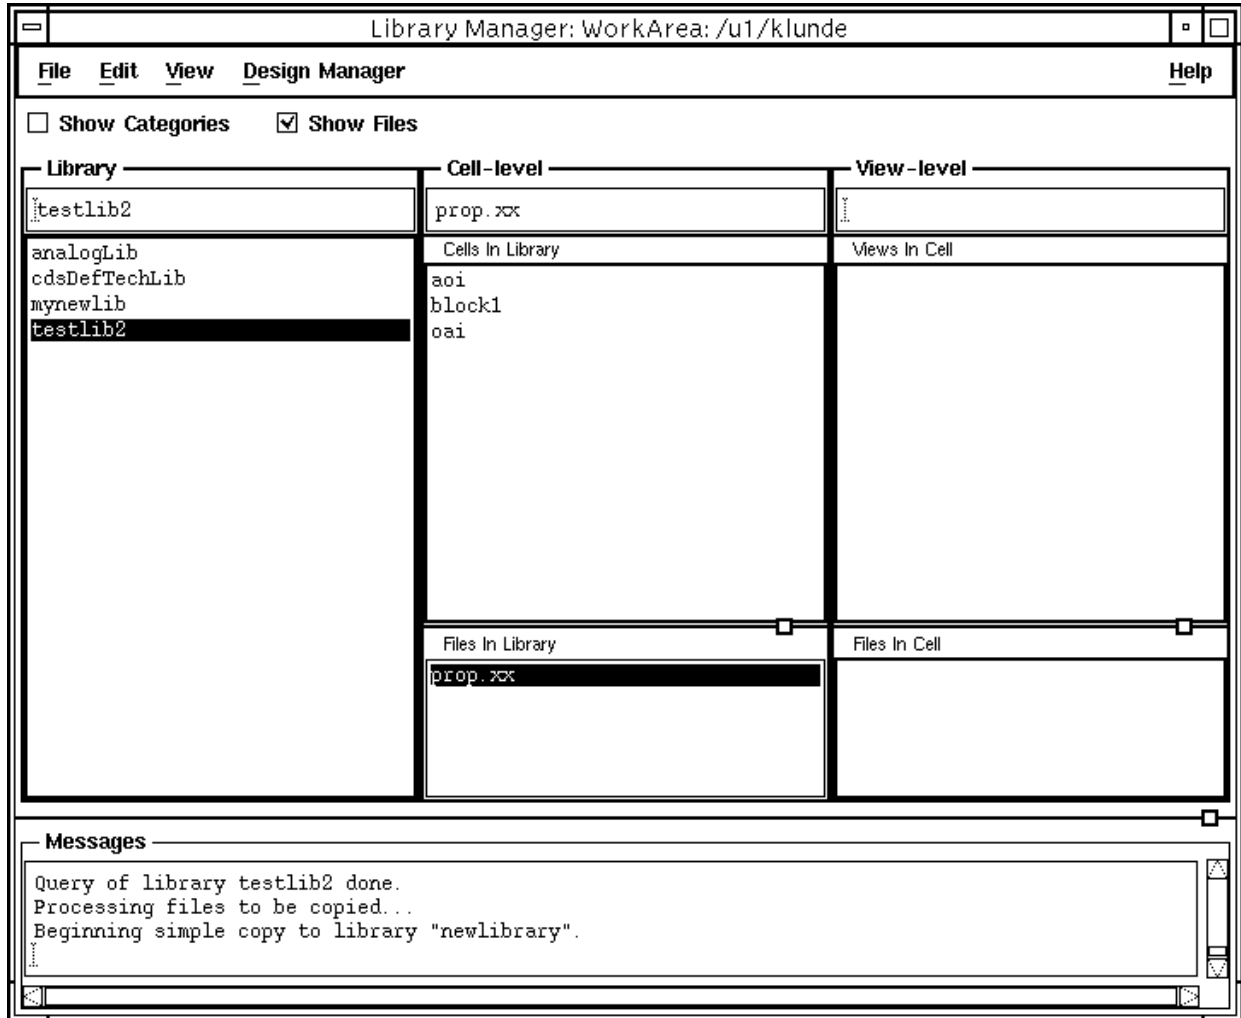 Library Manager: WorkArea: /u1/klunde
File Edit View Design Manager Help
Show Categories Show Files
Library
testlib2
analogLib
cdsDefTechLib
mynewlib
testlib2
Cell-level
prop.xx
Cells In Library
aoi
block1
oai
Files In Library
prop.xx
View-level
Views In Cell
Files In Cell
Messages
Query of library testlib2 done.
Processing files to be copied...
Beginning simple copy to library "newlibrary".